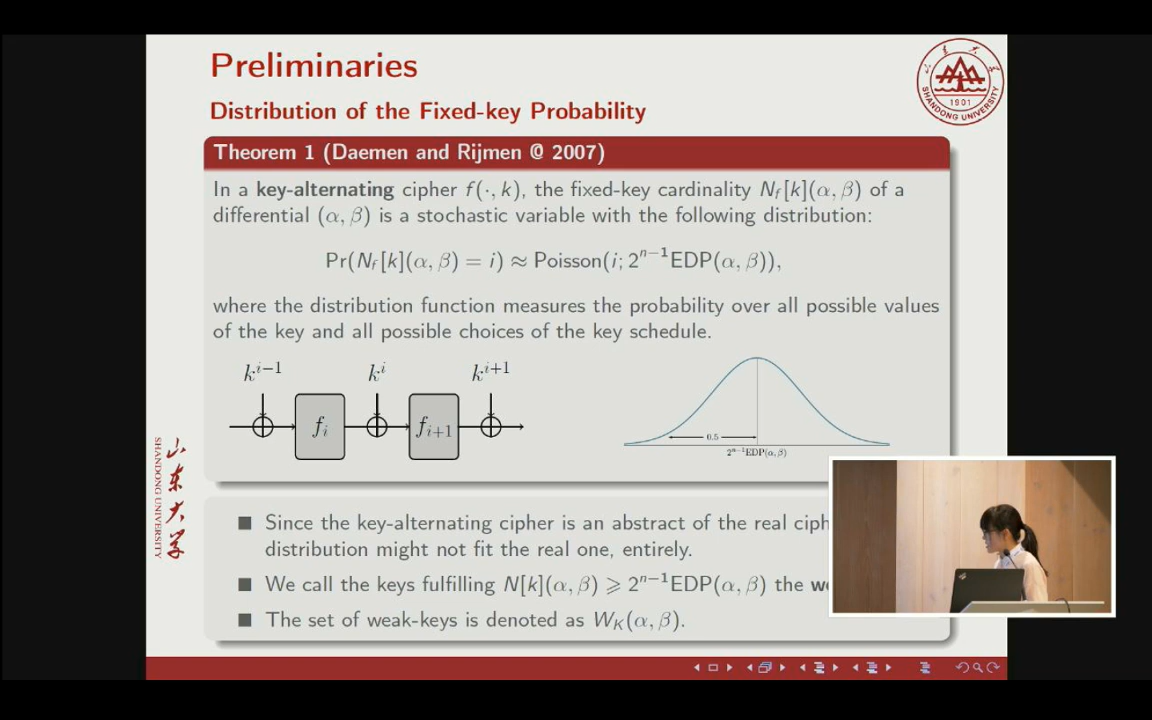 Preliminaries
Distribution of the Fixed-key Probability
SHANDONG UNIVERSITY
1901
Theorem 1 (Daemen and Rijmen @ 2007)
In a key-alternating cipher f(·, k), the fixed-key cardinality N_f[k](α, β) of a
differential (α, β) is a stochastic variable with the following distribution:
Pr(N_f[k](α, β) = i) ≈ Poisson(i; 2^{n−1}EDP(α, β)),
where the distribution function measures the probability over all possible values
of the key and all possible choices of the key schedule.
k^{i−1} k^i k^{i+1}
f_i f_{i+1}
0.5
2^{n−1}EDP(α, β)
山东大学
SHANDONG UNIVERSITY
■ Since the key-alternating cipher is an abstract of the real
distribution might not fit the real one, entirely.
■ We call the keys fulfilling N[k](α, β) ⩾ 2^{n−1}EDP(α, β) the
■ The set of weak-keys is denoted as W_K(α, β).